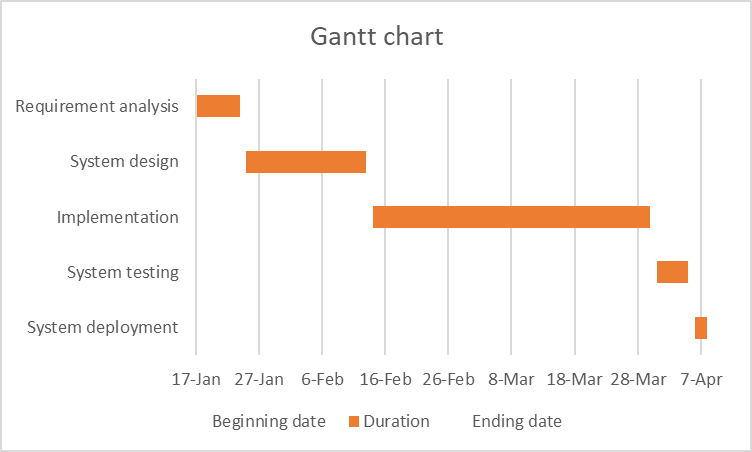 Gantt chart
Requirement analysis
System design
Implementation
System testing
System deployment
17-Jan 27-Jan 6-Feb 16-Feb 26-Feb 8-Mar 18-Mar 28-Mar 7-Apr
Beginning date Duration Ending date